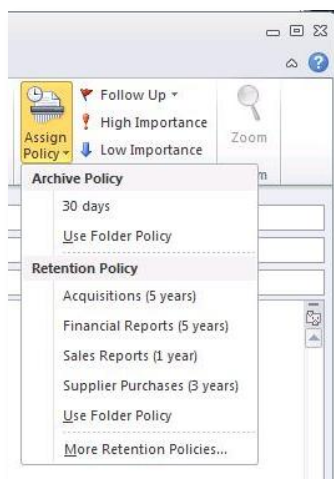 Assign
Policy
Follow Up
High Importance
Low Importance
Zoom
m
Archive Policy
30 days
Use Folder Policy
Retention Policy
Acquisitions (5 years)
Financial Reports (5 years)
Sales Reports (1 year)
Supplier Purchases (3 years)
Use Folder Policy
More Retention Policies...